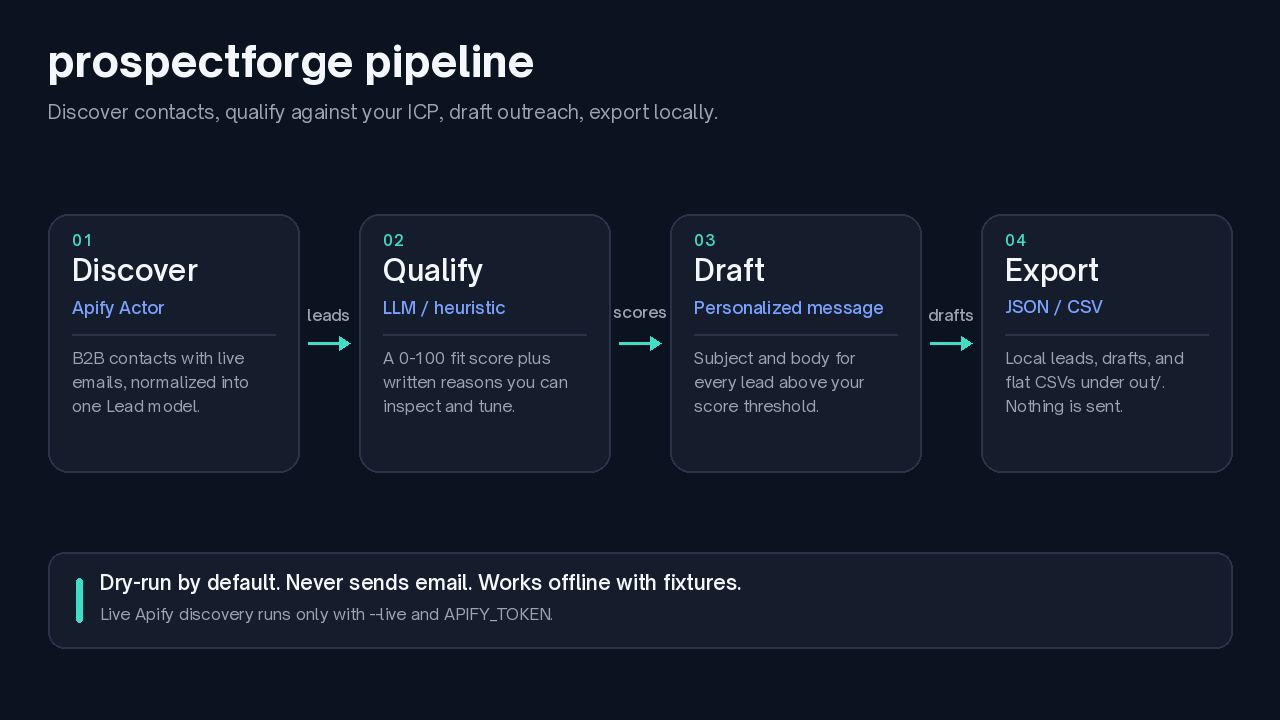 prospectforge pipeline
Discover contacts, qualify against your ICP, draft outreach, export locally.
01
Discover
Apify Actor
B2B contacts with live
emails, normalized into
one Lead model.
leads
02
Qualify
LLM / heuristic
A 0-100 fit score plus
written reasons you can
inspect and tune.
scores
03
Draft
Personalized message
Subject and body for
every lead above your
score threshold.
drafts
04
Export
JSON / CSV
Local leads, drafts, and
flat CSVs under out/.
Nothing is sent.
Dry-run by default. Never sends email. Works offline with fixtures.
Live Apify discovery runs only with --live and APIFY_TOKEN.